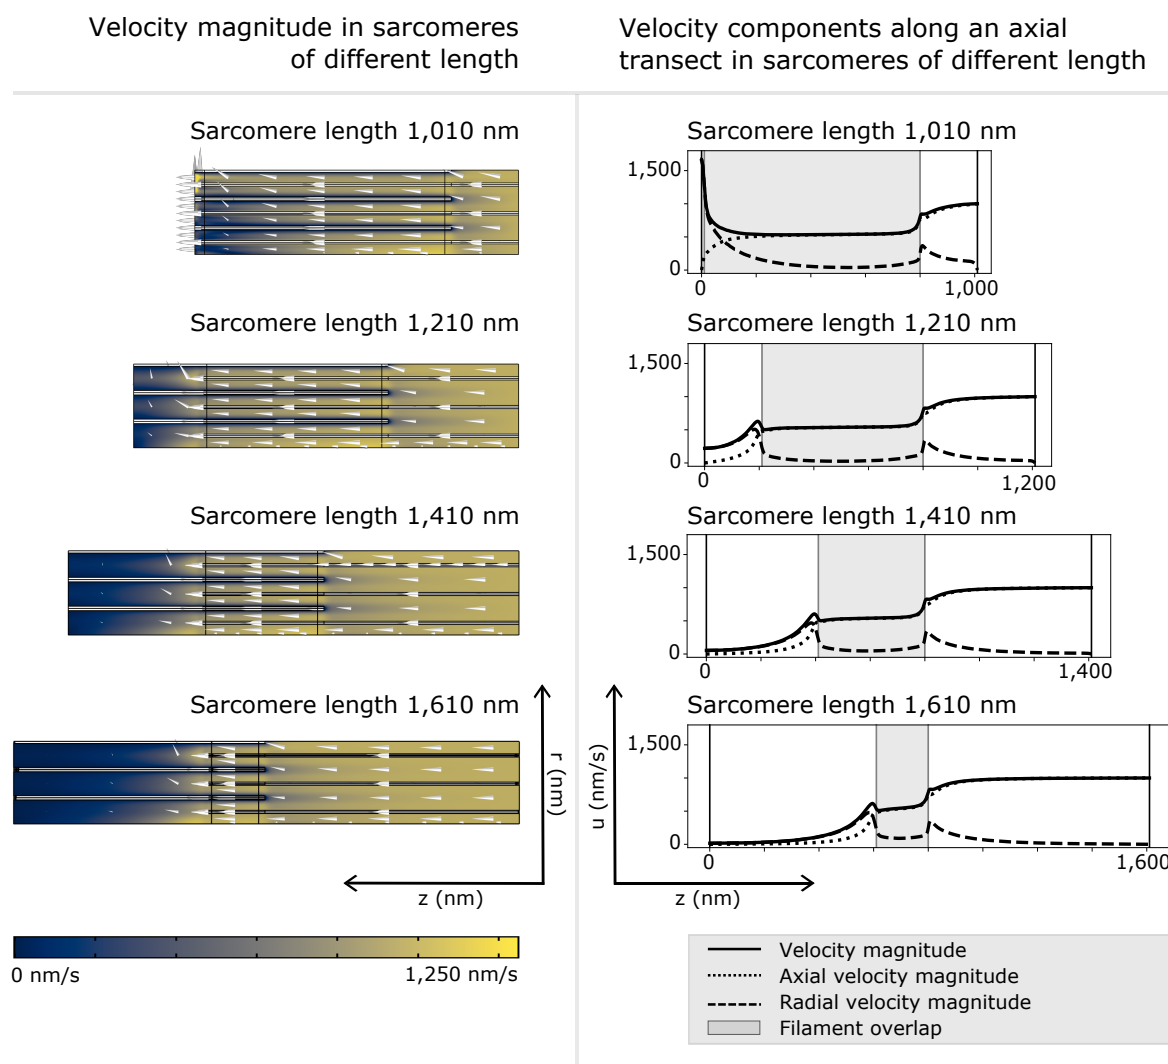 Velocity magnitude in sarcomeres
of different length
Velocity components along an axial
transect in sarcomeres of different length
Sarcomere length 1,010 nm
Sarcomere length 1,210 nm
Sarcomere length 1,410 nm
Sarcomere length 1,610 nm
r (nm)
z (nm)
0 nm/s
1,250 nm/s
Sarcomere length 1,010 nm
1,500
0
0
1,000
Sarcomere length 1,210 nm
1,500
0
0
1,200
Sarcomere length 1,410 nm
1,500
0
0
1,400
Sarcomere length 1,610 nm
1,500
0
0
1,600
u (nm/s)
z (nm)
Velocity magnitude
Axial velocity magnitude
Radial velocity magnitude
Filament overlap